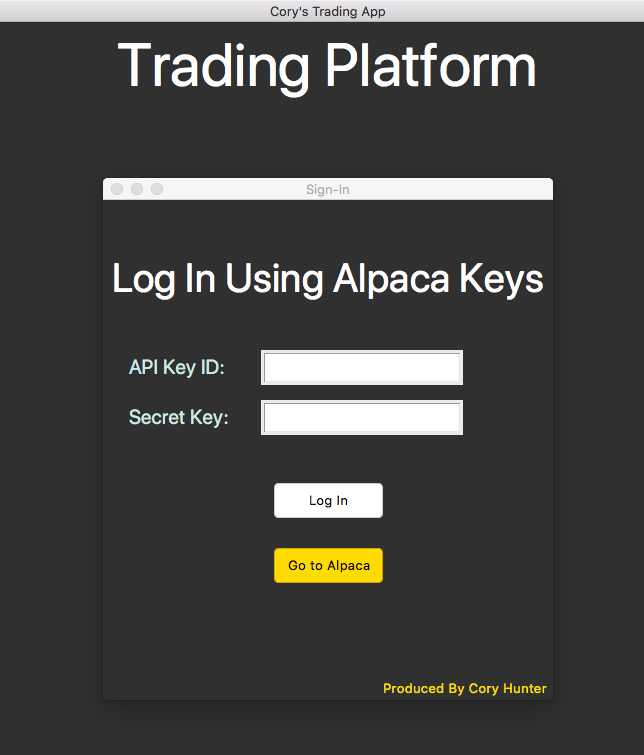 Cory's Trading App
Trading Platform
Sign-In
Log In Using Alpaca Keys
API Key ID:
Secret Key:
Log In
Go to Alpaca
Produced By Cory Hunter